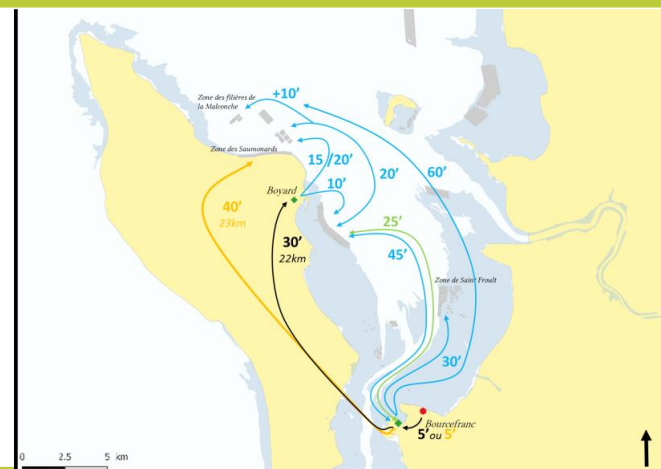 Zone des filières de
la Malconche
+10'
Zone des Saumonards
15 /20'
60'
10'
20'
Boyard
40'
23km
25'
30'
22km
45'
Zone de Saint Froult
30'
Bourcefranc
5' ou 5'
0 2.5 5 km